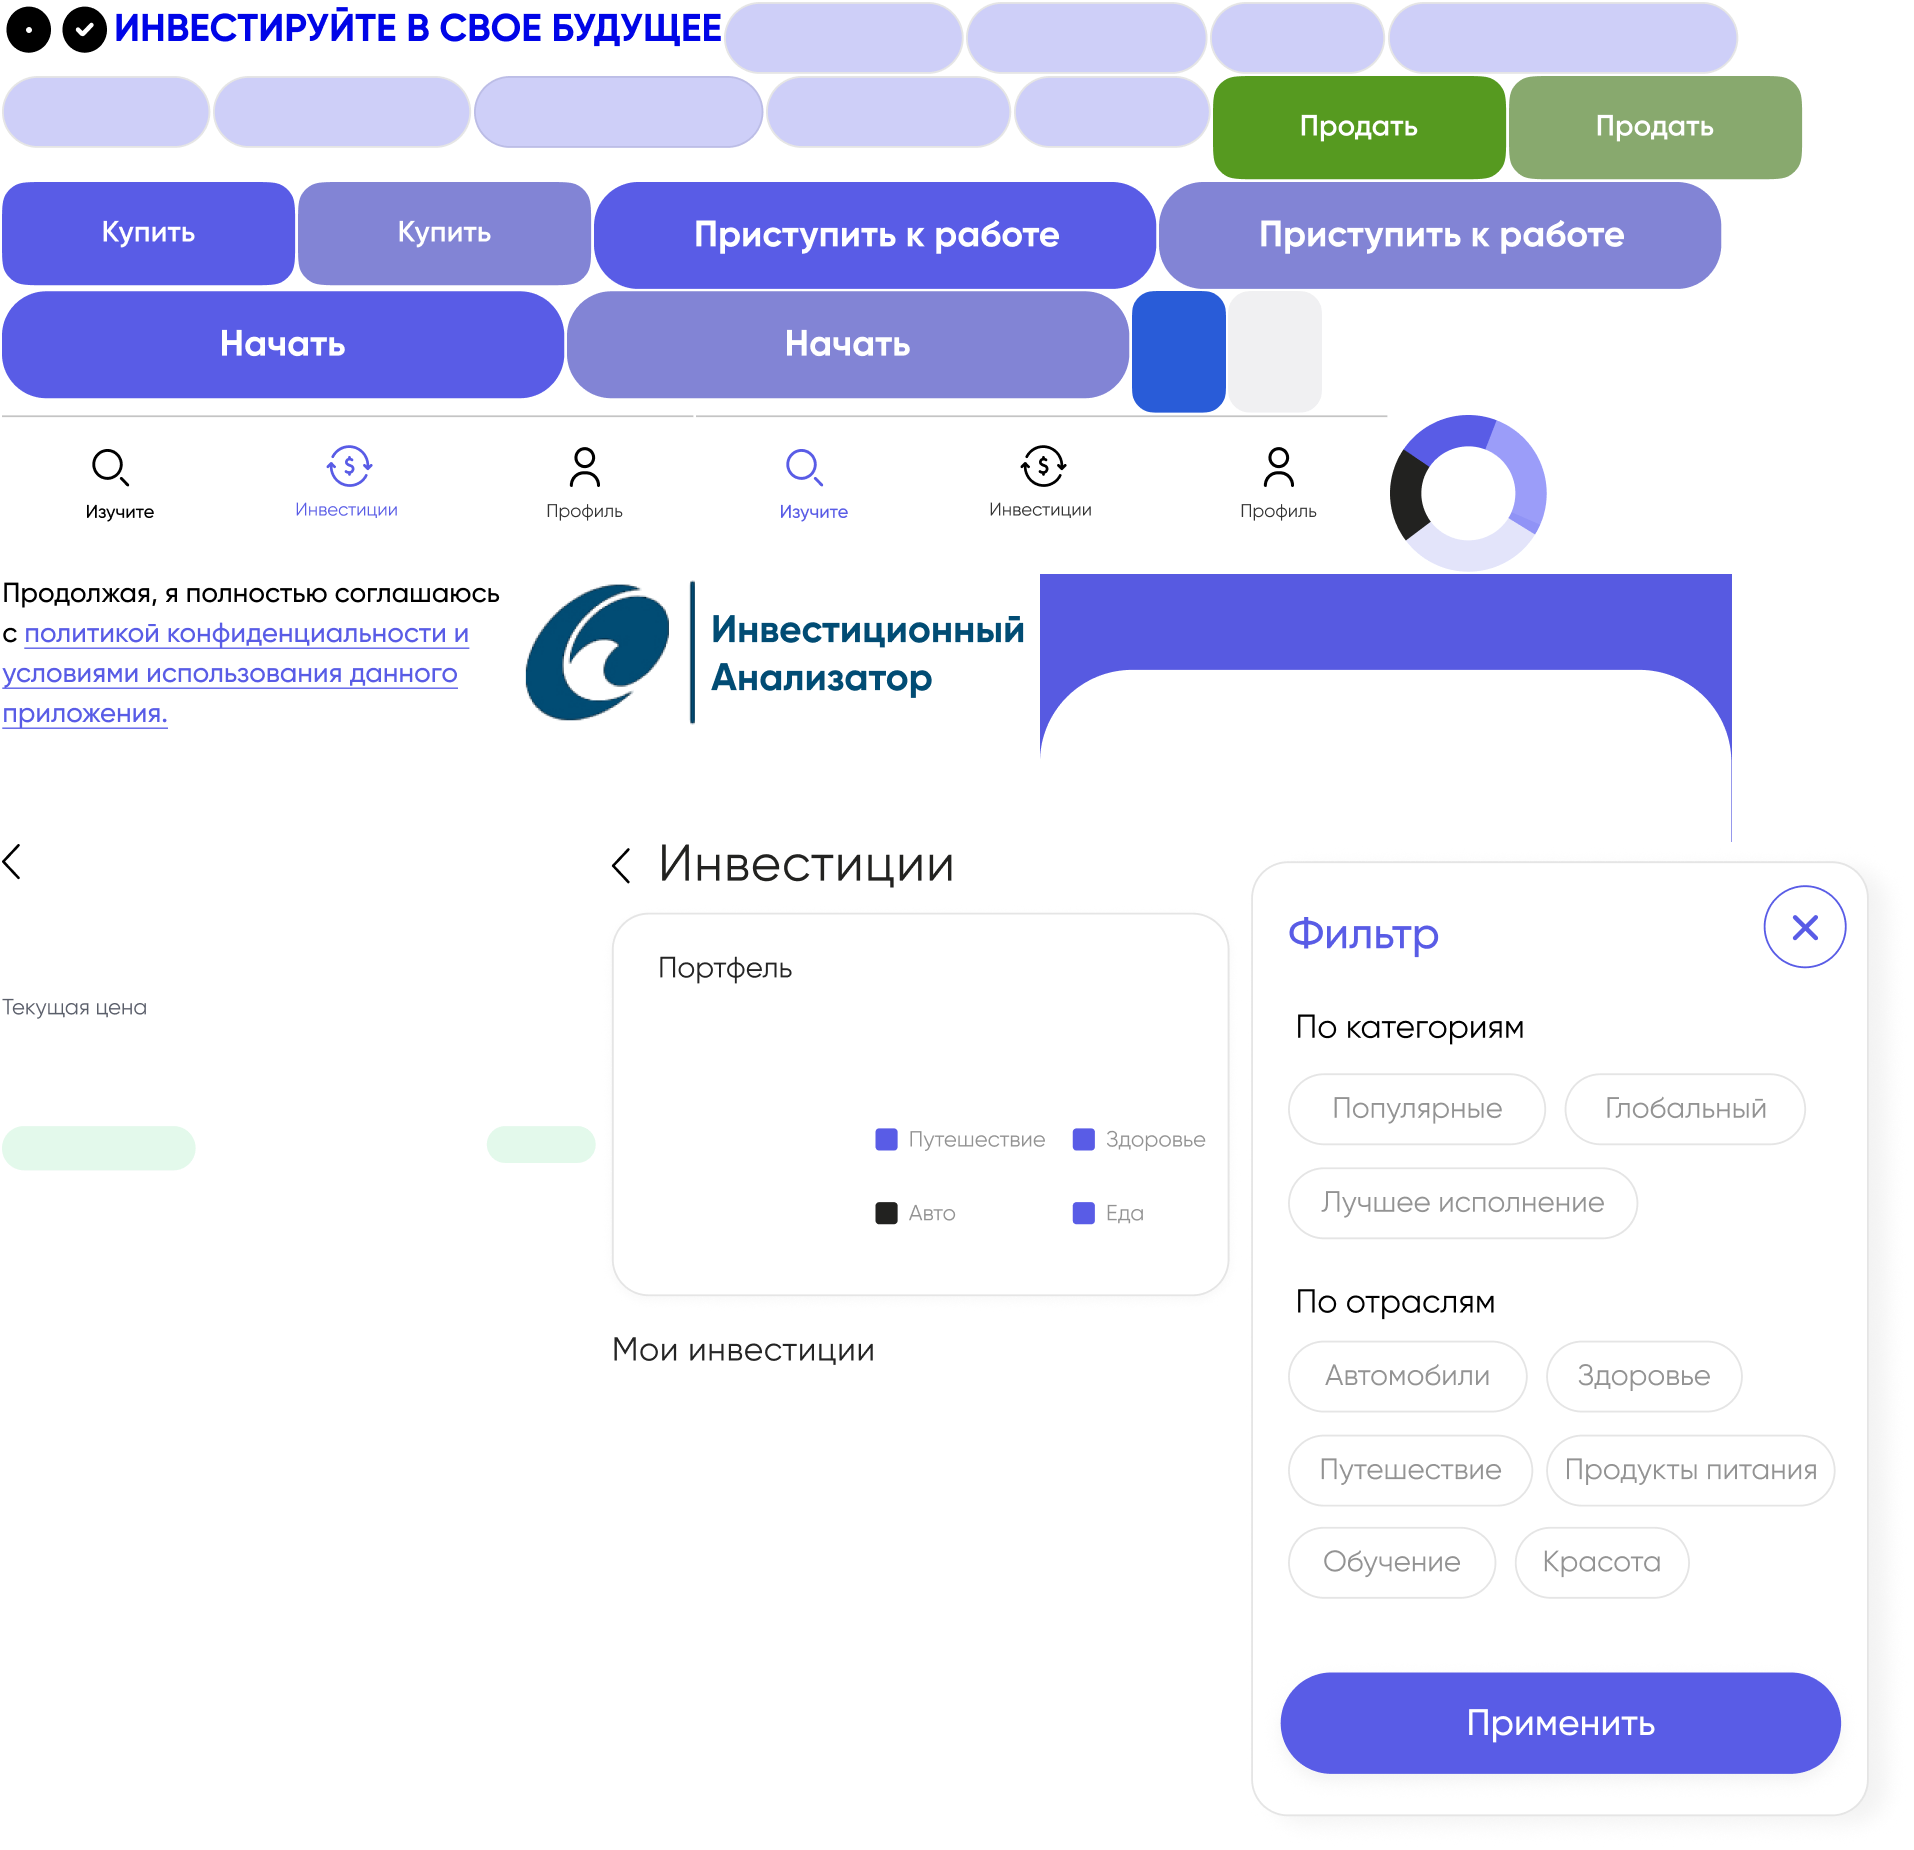 ИНВЕСТИРУЙТЕ В СВОЕ БУДУЩЕЕ
Продать
Продать
Купить
Купить
Приступить к работе
Приступить к работе
Начать
Начать
Изучите
Инвестиции
Профиль
Изучите
Инвестиции
Профиль
Продолжая, я полностью соглашаюсь
с политикой конфиденциальности и
условиями использования данного
приложения.
Инвестиционный
Анализатор
Инвестиции
Портфель
Текущая цена
Путешествие
Здоровье
Авто
Еда
Мои инвестиции
Фильтр
По категориям
Популярные
Глобальный
Лучшее исполнение
По отраслям
Автомобили
Здоровье
Путешествие
Продукты питания
Обучение
Красота
Применить